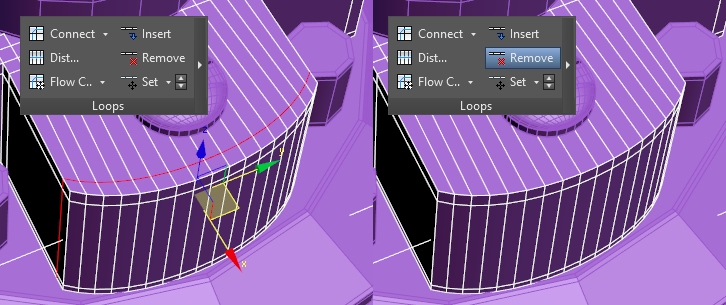 Connect Insert
Dist... Remove
Flow C.. Set
Loops
z
y
x
Connect Insert
Dist... Remove
Flow C.. Set
Loops